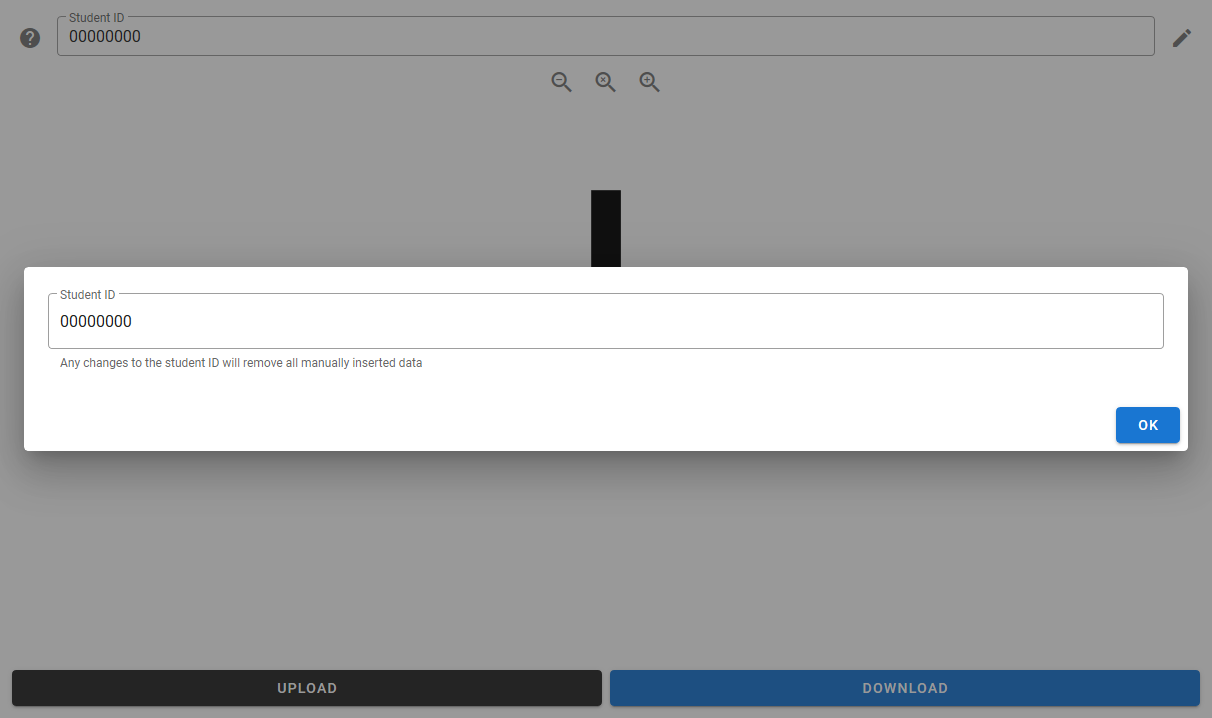 Student ID
00000000
Student ID
00000000
Any changes to the student ID will remove all manually inserted data
OK
UPLOAD
DOWNLOAD